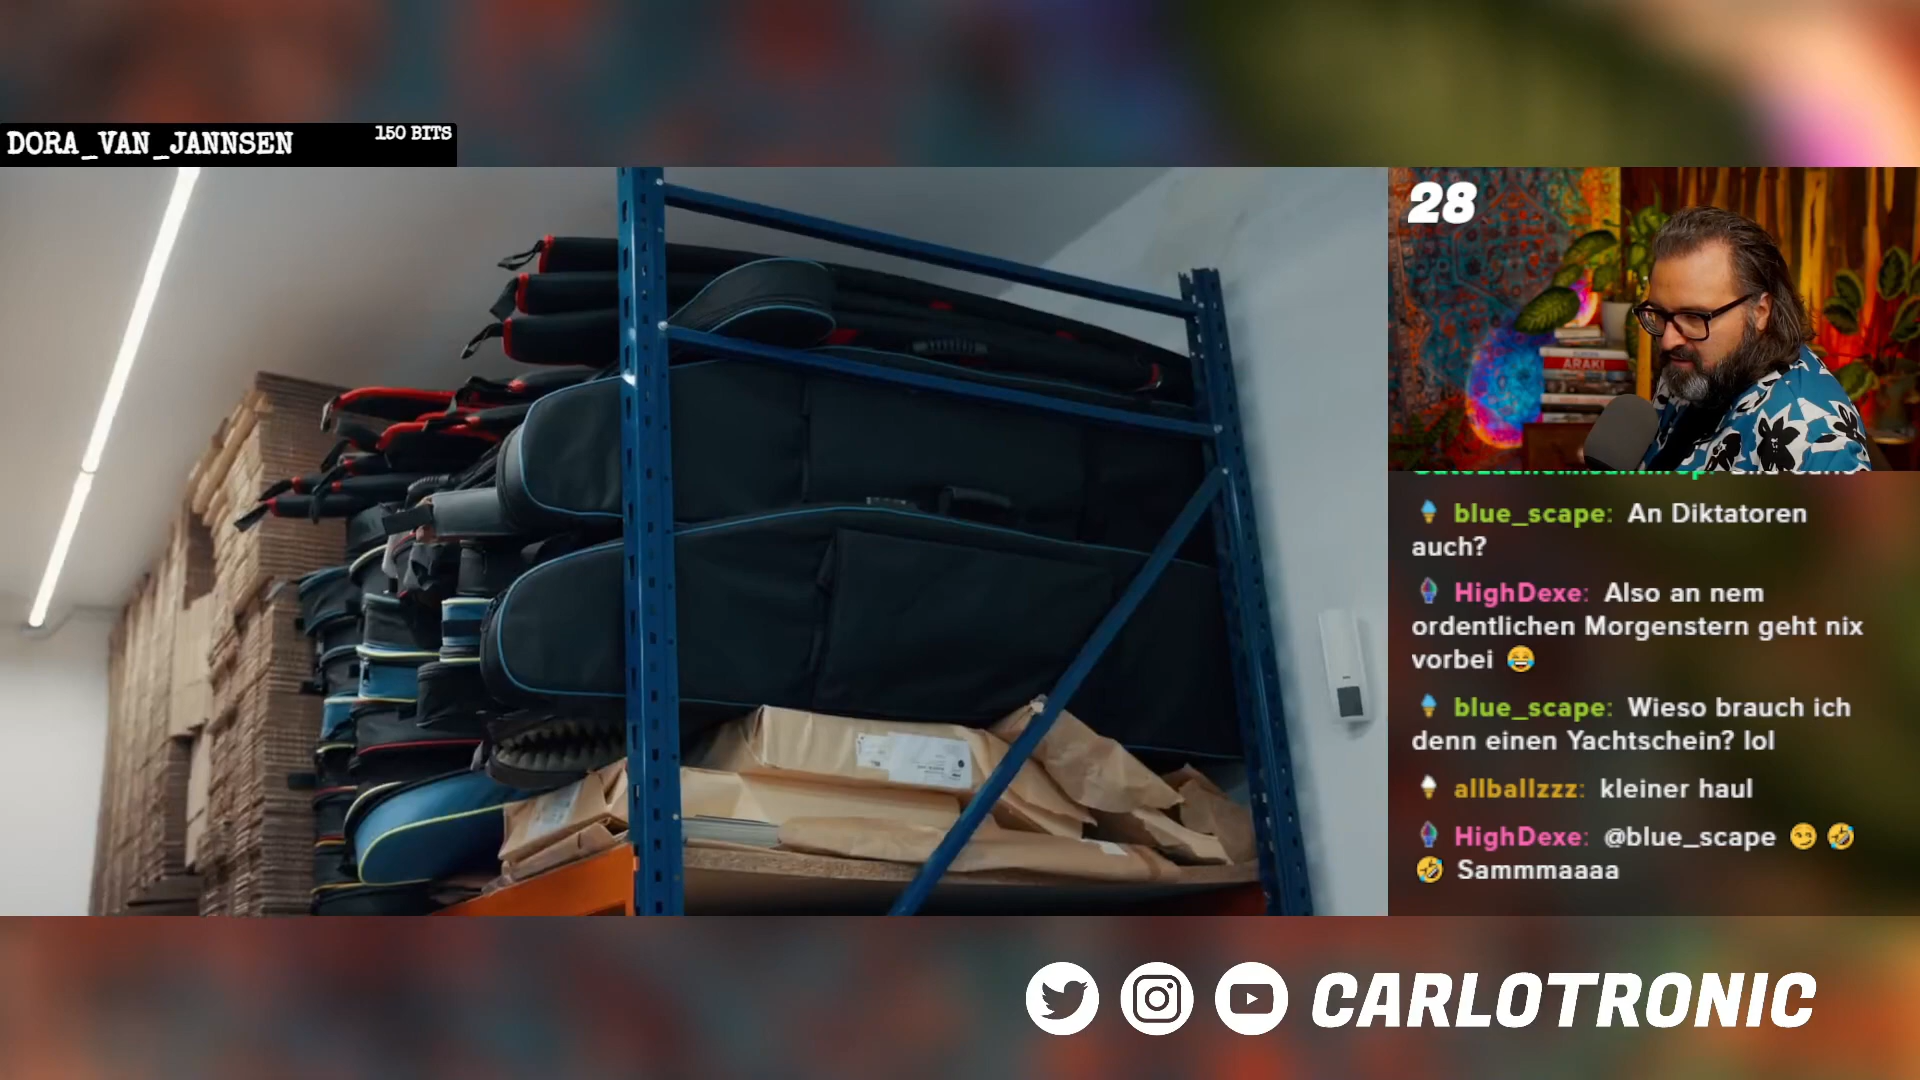 DORA_VAN_JANNSEN
150 BITS
28
ARAKI
blue_scape: An Diktatoren
auch?
HighDexe: Also an nem
ordentlichen Morgenstern geht nix
vorbei 😂
blue_scape: Wieso brauch ich
denn einen Yachtschein? lol
allballzzz: kleiner haul
HighDexe: @blue_scape 😏 🤣
🤣 Sammmaaaa
CARLOTRONIC